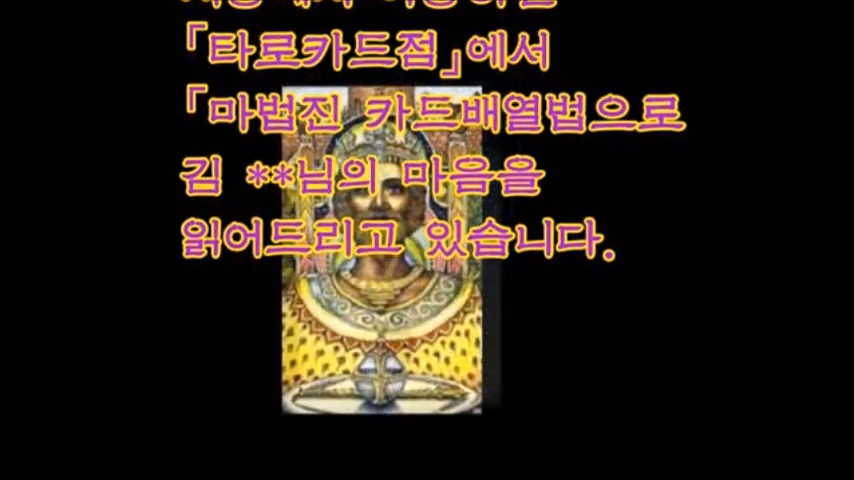 「타로카드점」에서
「마법진 카드배열법으로
김 **님의 마음을
읽어드리고 있습니다.